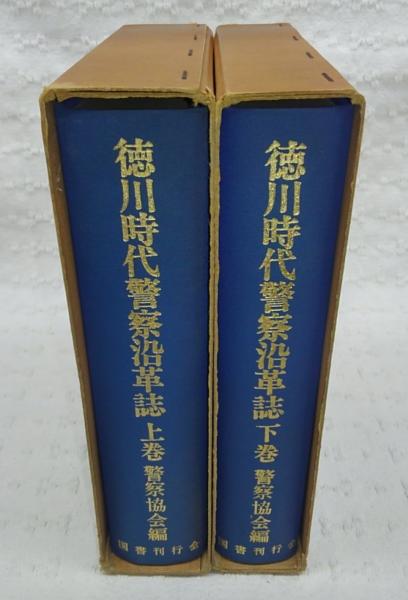 徳川時代警察沿革誌 上巻 警察協会編
国書刊行会
徳川時代警察沿革誌 下巻 警察協会編
国書刊行会